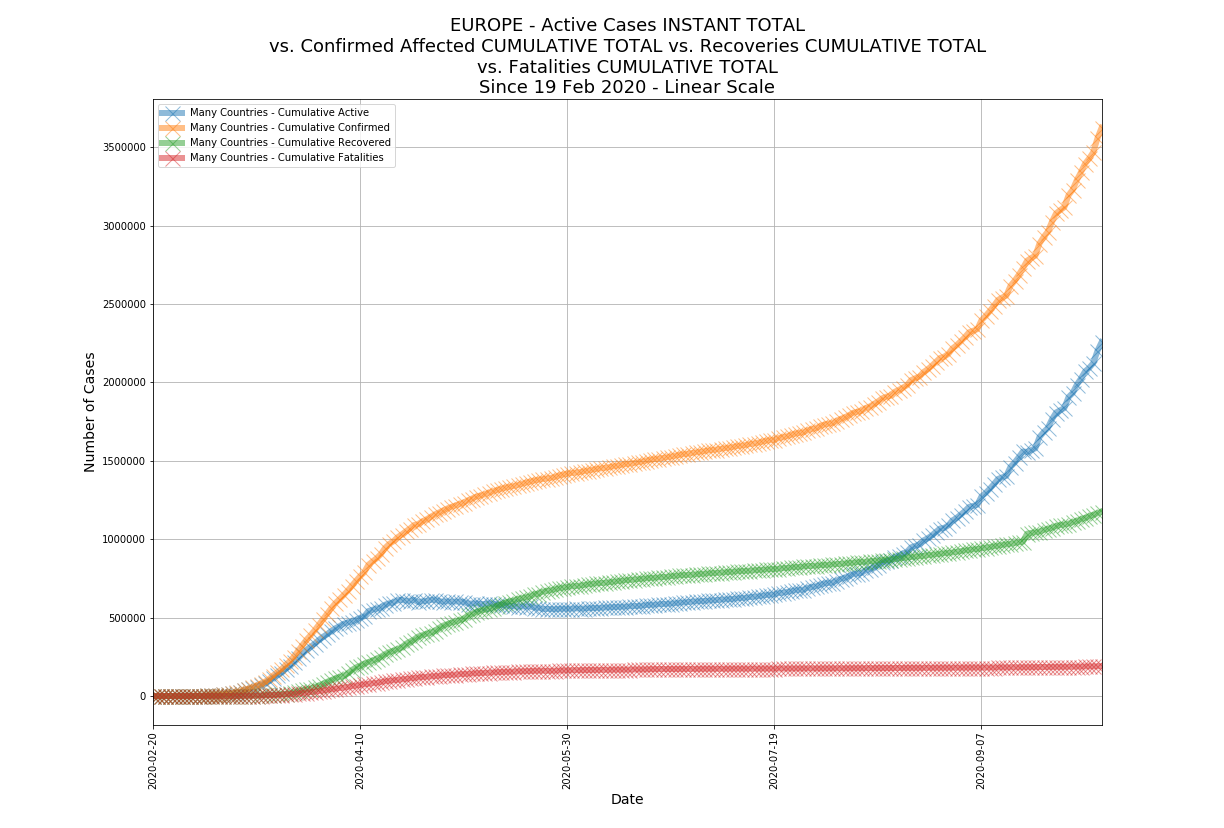 EUROPE - Active Cases INSTANT TOTAL
vs. Confirmed Affected CUMULATIVE TOTAL vs. Recoveries CUMULATIVE TOTAL
vs. Fatalities CUMULATIVE TOTAL
Since 19 Feb 2020 - Linear Scale
Many Countries - Cumulative Active
Many Countries - Cumulative Confirmed
Many Countries - Cumulative Recovered
Many Countries - Cumulative Fatalities
Number of Cases
3500000
3000000
2500000
2000000
1500000
1000000
500000
0
2020-02-20
2020-04-10
2020-05-30
2020-07-19
2020-09-07
Date